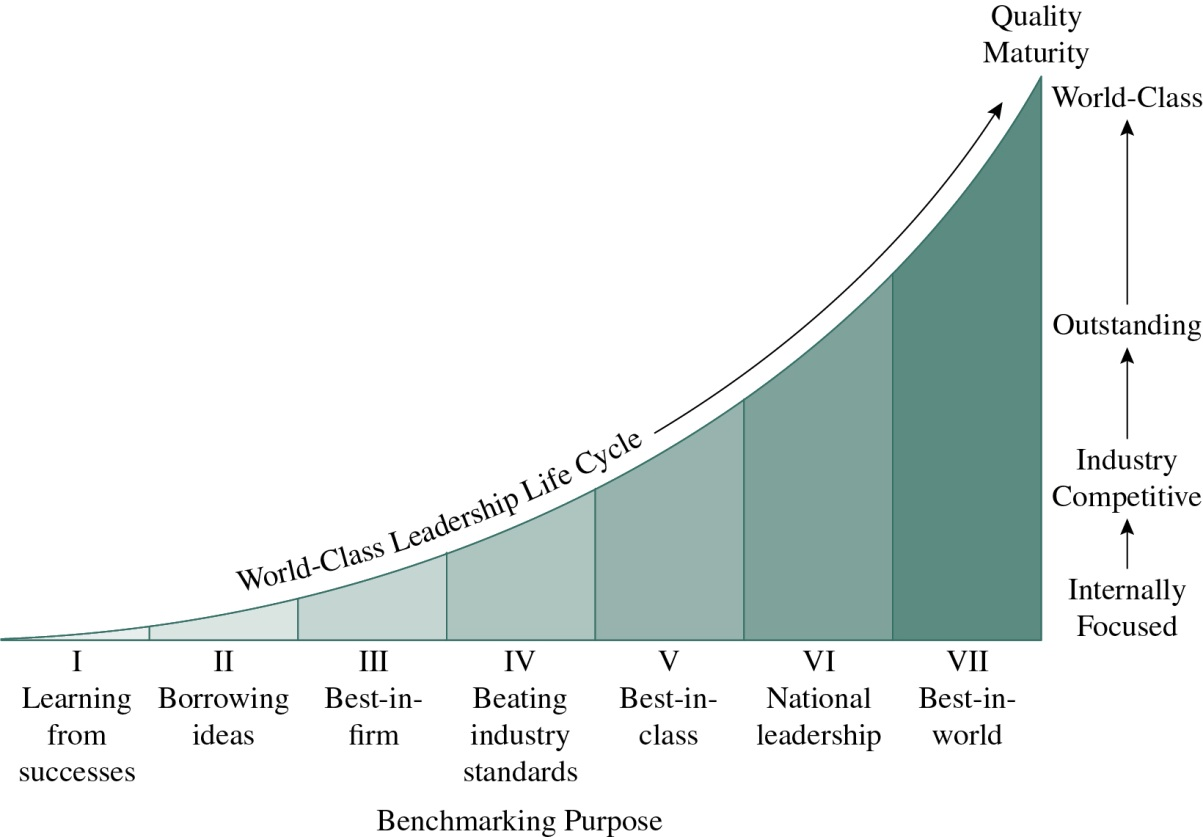 Quality
Maturity
World-Class
Outstanding
Industry
Competitive
Internally
Focused
World-Class Leadership Life Cycle
I
Learning
from
successes
II
Borrowing
ideas
III
Best-in-
firm
IV
Beating
industry
standards
V
Best-in-
class
VI
National
leadership
VII
Best-in-
world
Benchmarking Purpose